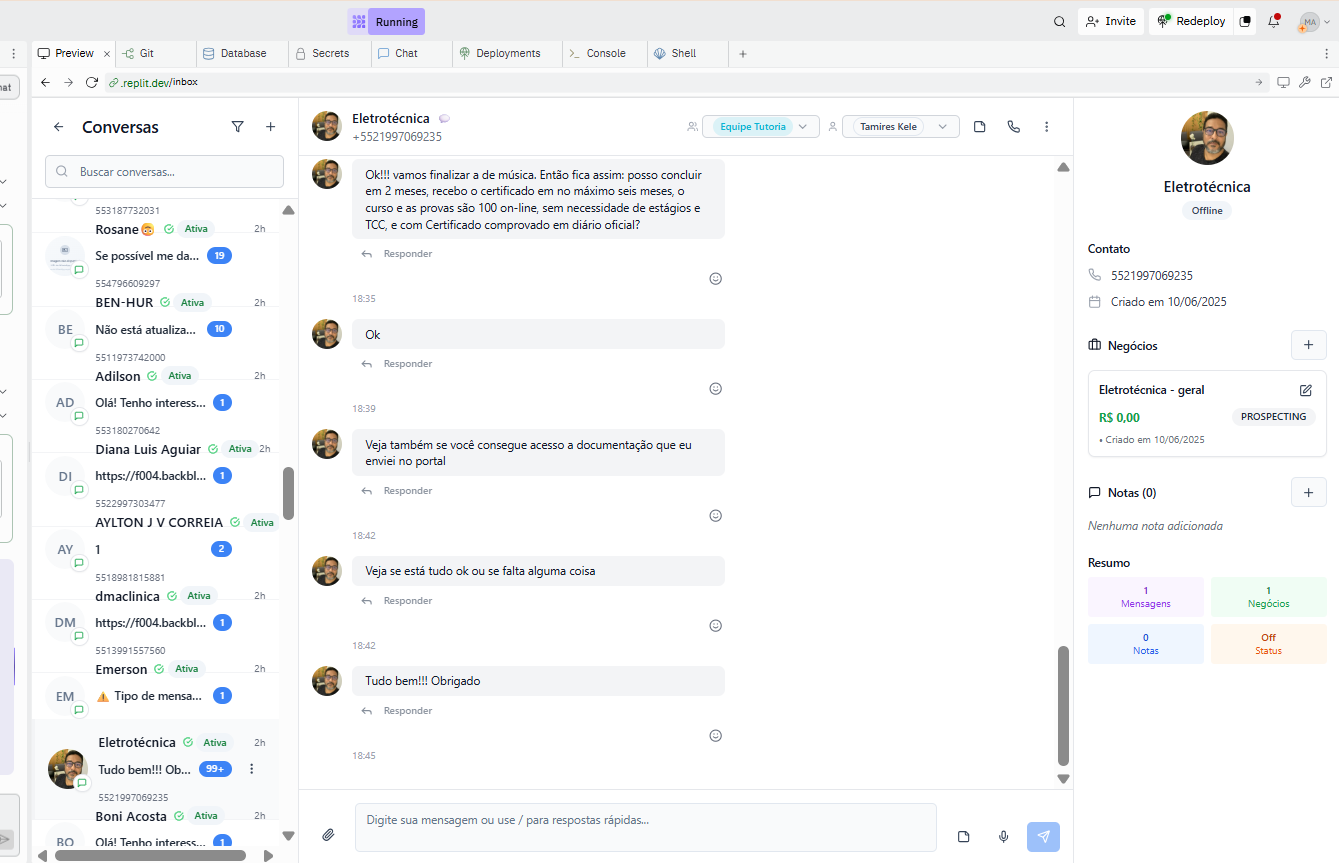 Running
Invite
Redeploy
MA
Preview
Git
Database
Secrets
Chat
Deployments
Console
Shell
.replit.dev/inbox
Conversas
Buscar conversas...
553187732031
Rosane Ativa 2h
Se possível me da... 19
554796609297
BEN-HUR Ativa 2h
BE Não está atualiza... 10
5511973742000
Adilson Ativa 2h
AD Olá! Tenho interess... 1
553180270642
Diana Luis Aguiar Ativa 2h
DI https://f004.backbl... 1
5522997303477
AYLTON J V CORREIA Ativa
AY 1 2
5518981815881
dmaclinica Ativa 2h
DM https://f004.backbl... 1
5513991557560
Emerson Ativa 2h
EM Tipo de mensa... 1
Eletrotécnica Ativa 2h
Tudo bem!!! Ob... 99+
5521997069235
Boni Acosta Ativa 2h
BO Olá! Tenho interess... 1
Eletrotécnica
+5521997069235
Equipe Tutoria
Tamires Kele
Ok!!! vamos finalizar a de música. Então fica assim: posso concluir
em 2 meses, recebo o certificado em no máximo seis meses, o
curso e as provas são 100 on-line, sem necessidade de estágios e
TCC, e com Certificado comprovado em diário oficial?
Responder
18:35
Ok
Responder
18:39
Veja também se você consegue acesso a documentação que eu
enviei no portal
Responder
18:42
Veja se está tudo ok ou se falta alguma coisa
Responder
18:42
Tudo bem!!! Obrigado
Responder
18:45
Digite sua mensagem ou use / para respostas rápidas...
Eletrotécnica
Offline
Contato
5521997069235
Criado em 10/06/2025
Negócios
Eletrotécnica - geral
R$ 0,00 PROSPECTING
• Criado em 10/06/2025
Notas (0)
Nenhuma nota adicionada
Resumo
1
Mensagens
1
Negócios
0
Notas
Off
Status